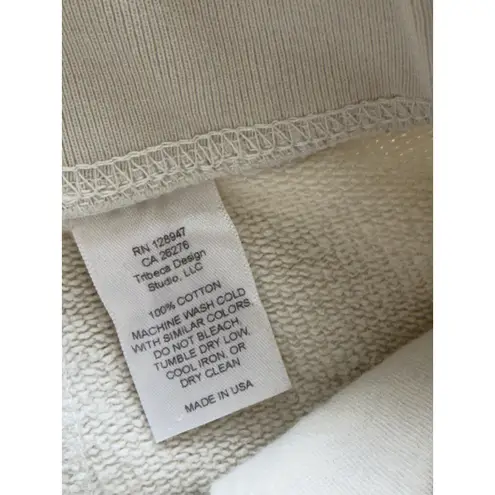 RN 128947
CA 26276
Tribeca Design
Studio, LLC
100% COTTON
MACHINE WASH COLD
WITH SIMILAR COLORS.
DO NOT BLEACH.
TUMBLE DRY LOW.
COOL IRON. OR
DRY CLEAN
MADE IN USA